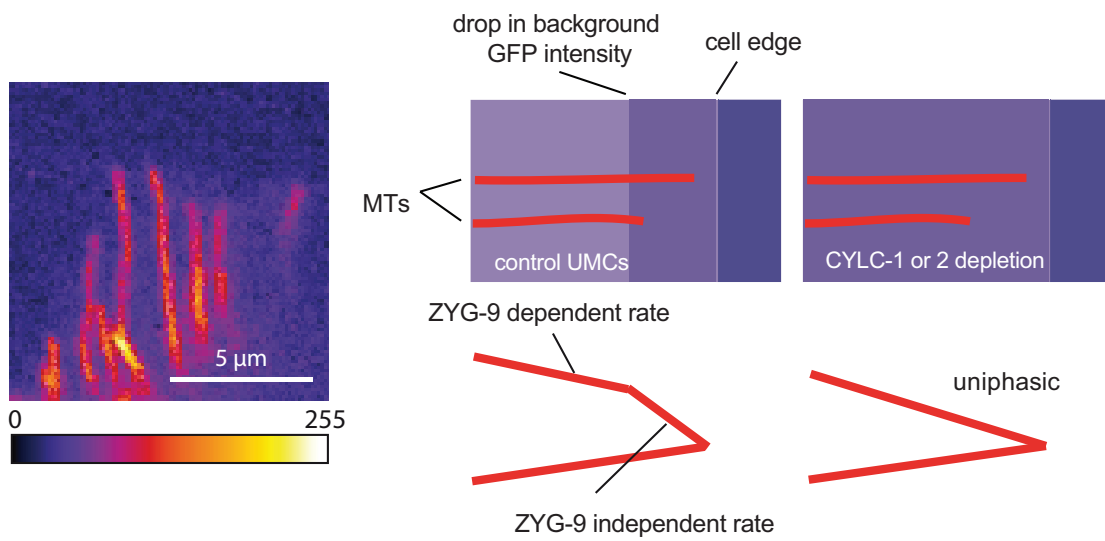 drop in background
GFP intensity
cell edge
MTs
control UMCs
CYLC-1 or 2 depletion
5 µm
0
255
ZYG-9 dependent rate
uniphasic
ZYG-9 independent rate